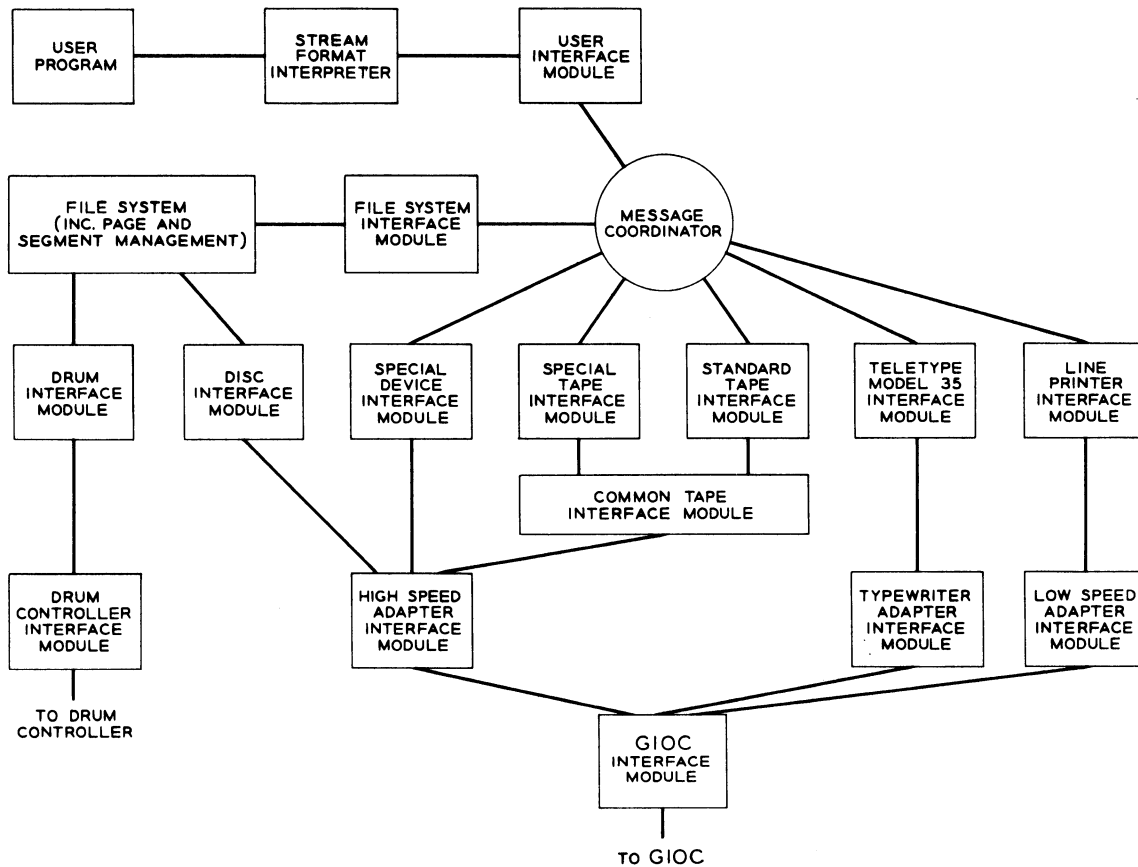 USER
PROGRAM
STREAM
FORMAT
INTERPRETER
USER
INTERFACE
MODULE
FILE SYSTEM
(INC. PAGE AND
SEGMENT MANAGEMENT)
FILE SYSTEM
INTERFACE
MODULE
MESSAGE
COORDINATOR
DRUM
INTERFACE
MODULE
DISC
INTERFACE
MODULE
SPECIAL
DEVICE
INTERFACE
MODULE
SPECIAL
TAPE
INTERFACE
MODULE
STANDARD
TAPE
INTERFACE
MODULE
TELETYPE
MODEL 35
INTERFACE
MODULE
LINE
PRINTER
INTERFACE
MODULE
COMMON TAPE
INTERFACE MODULE
DRUM
CONTROLLER
INTERFACE
MODULE
HIGH SPEED
ADAPTER
INTERFACE
MODULE
TYPEWRITER
ADAPTER
INTERFACE
MODULE
LOW SPEED
ADAPTER
INTERFACE
MODULE
TO DRUM
CONTROLLER
GIOC
INTERFACE
MODULE
TO GIOC